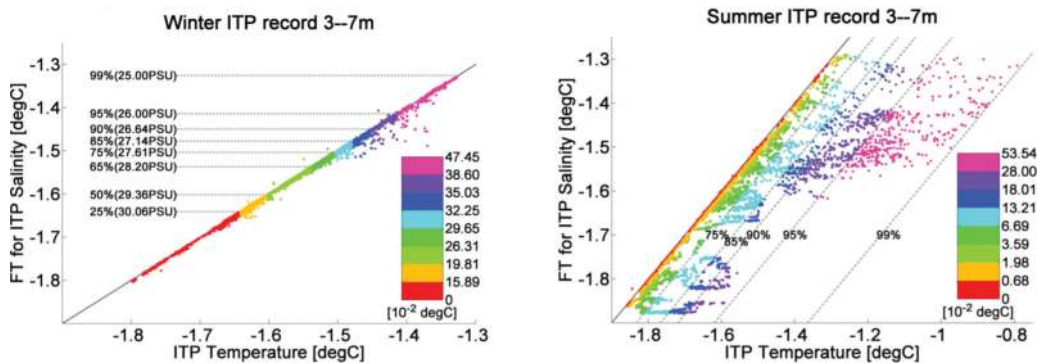 Winter ITP record 3--7m
FT for ITP Salinity [degC]
-1.3
-1.4
-1.5
-1.6
-1.7
-1.8
99%(25.00PSU)
95%(26.00PSU)
90%(26.64PSU)
85%(27.14PSU)
75%(27.61PSU)
65%(28.20PSU)
50%(29.36PSU)
25%(30.06PSU)
47.45
38.60
35.03
32.25
29.65
26.31
19.81
15.89
0
[10-2 degC]
-1.8
-1.7
-1.6
-1.5
-1.4
-1.3
ITP Temperature [degC]
Summer ITP record 3--7m
FT for ITP Salinity [degC]
-1.3
-1.4
-1.5
-1.6
-1.7
-1.8
75%
85%
90%
95%
99%
53.54
28.00
18.01
13.21
6.69
3.59
1.98
0.68
0
[10-2 degC]
-1.8
-1.6
-1.4
-1.2
-1
-0.8
ITP Temperature [degC]